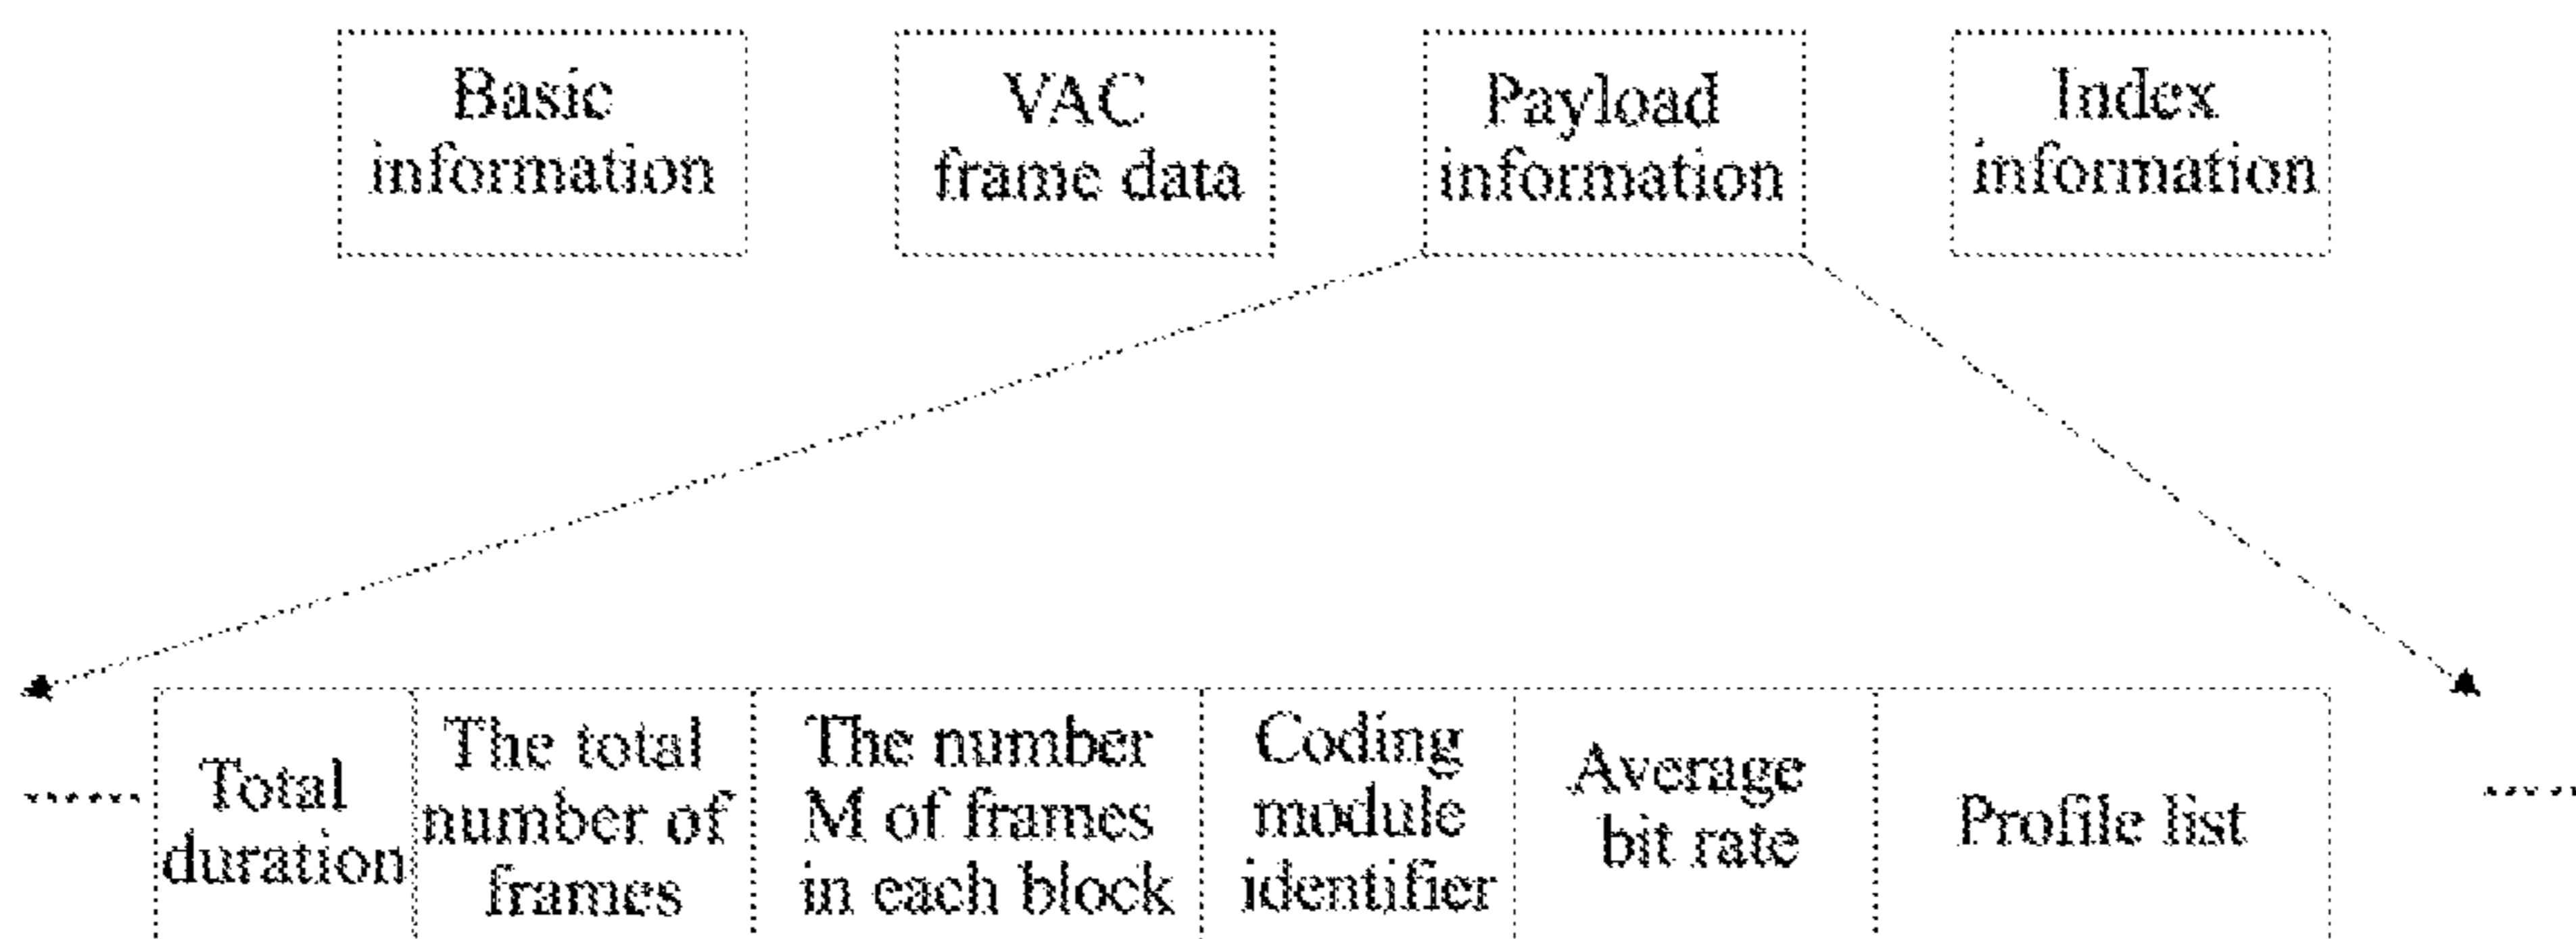 Basic
information
VAC
frame data
Payload
information
Index
information
Total
duration
The total
number of
frames
The number
M of frames
in each block
Coding
module
identifier
Average
bit rate
Profile list